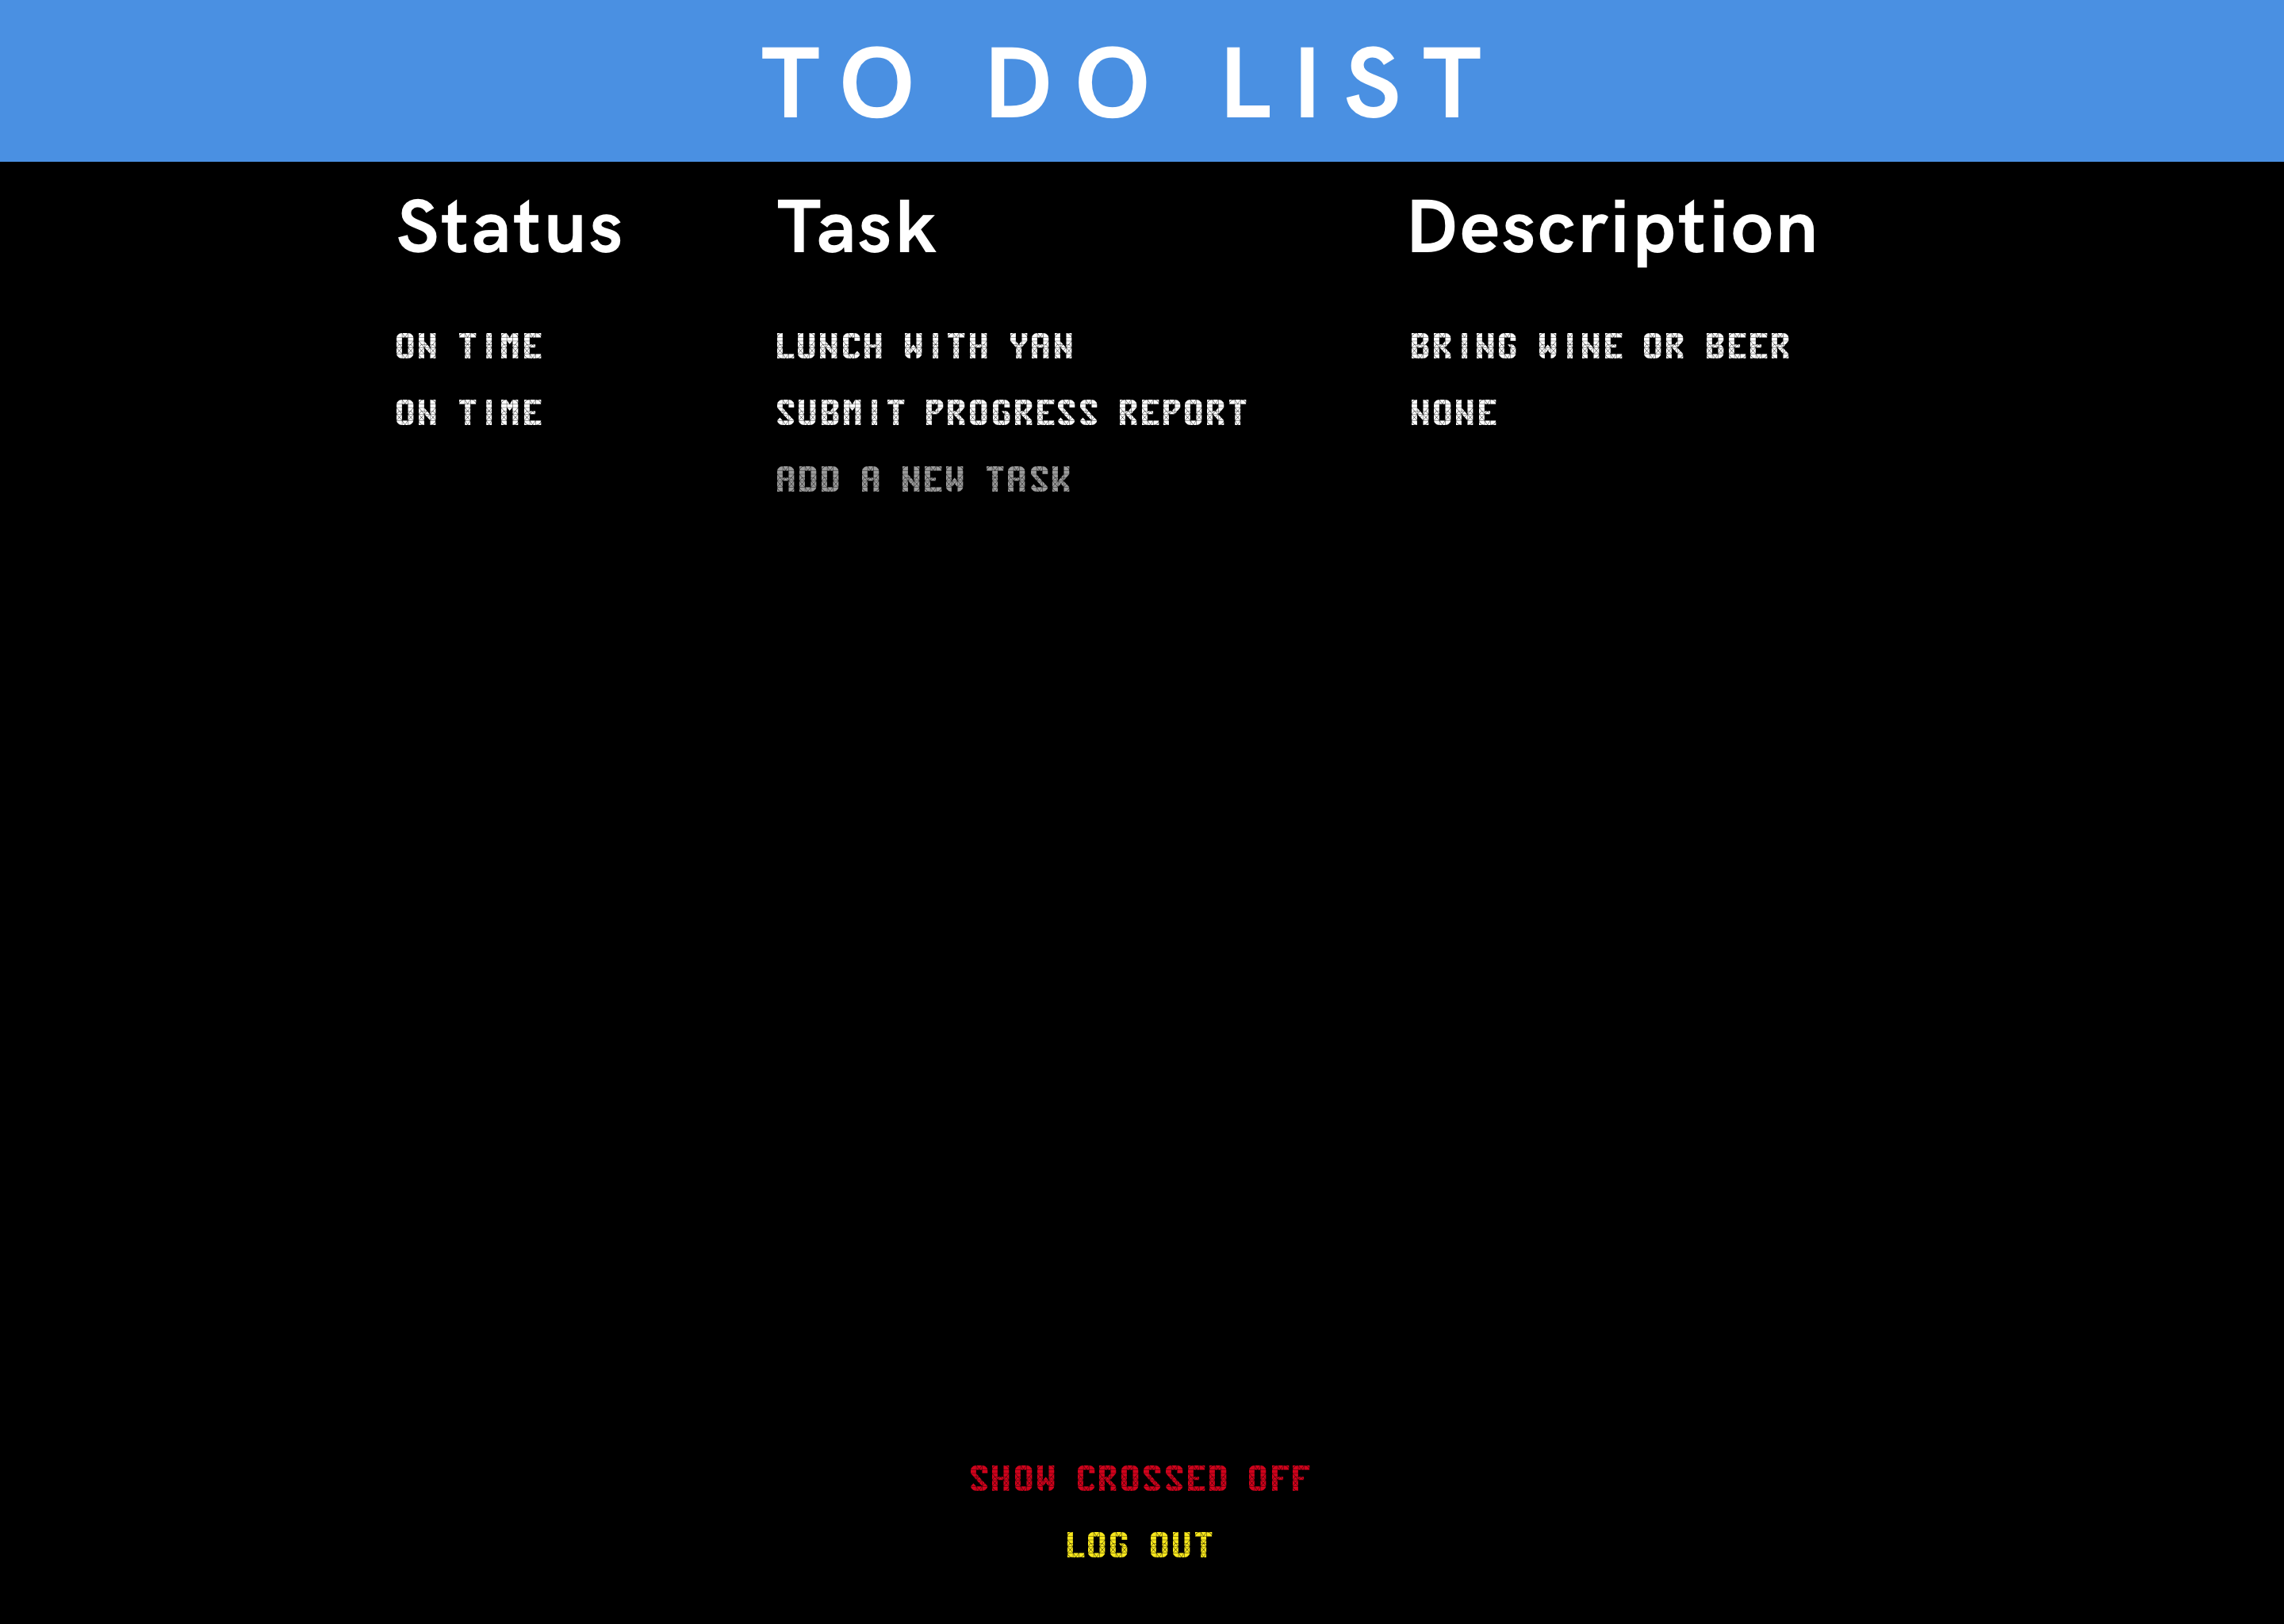 TO DO LIST
Status Task Description
ON TIME LUNCH WITH YAN BRING WINE OR BEER
ON TIME SUBMIT PROGRESS REPORT NONE
ADD A NEW TASK
SHOW CROSSED OFF
LOG OUT